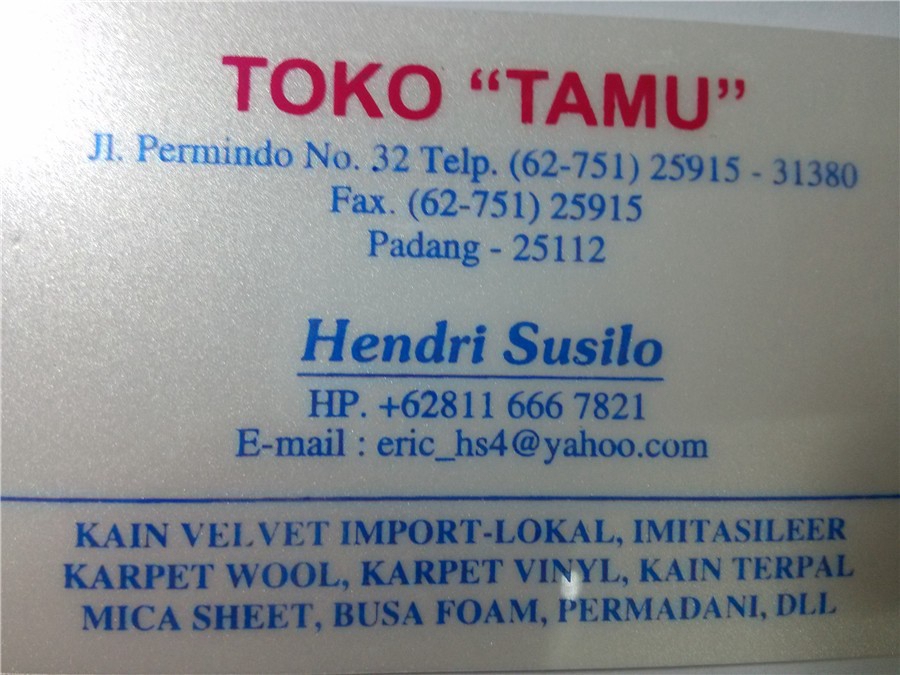 TOKO “TAMU”
Jl. Permindo No. 32 Telp. (62-751) 25915 - 31380
Fax. (62-751) 25915
Padang - 25112
Hendri Susilo
HP. +62811 666 7821
E-mail : eric_hs4@yahoo.com
KAIN VELVET IMPORT-LOKAL, IMITASILEER
KARPET WOOL, KARPET VINYL, KAIN TERPAL
MICA SHEET, BUSA FOAM, PERMADANI, DLL